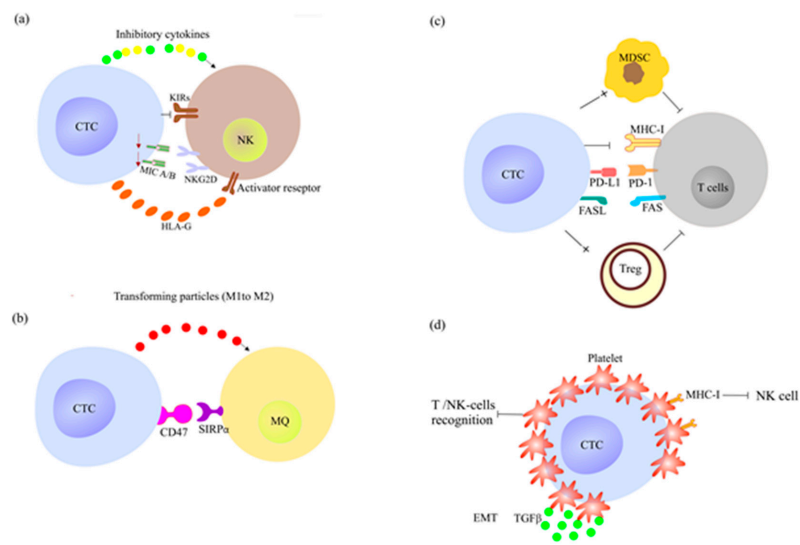 (a)
Inhibitory cytokines
KIRs
CTC
NK
MIC A/B
NKG2D
Activator reseptor
HLA-G
(b)
Transforming particles (M1to M2)
CTC
CD47
SIRPα
MQ
(c)
MDSC
MHC-I
CTC
PD-L1
PD-1
T cells
FASL
FAS
Treg
(d)
Platelet
MHC-I
NK cell
T /NK-cells
recognition
CTC
EMT
TGFβ